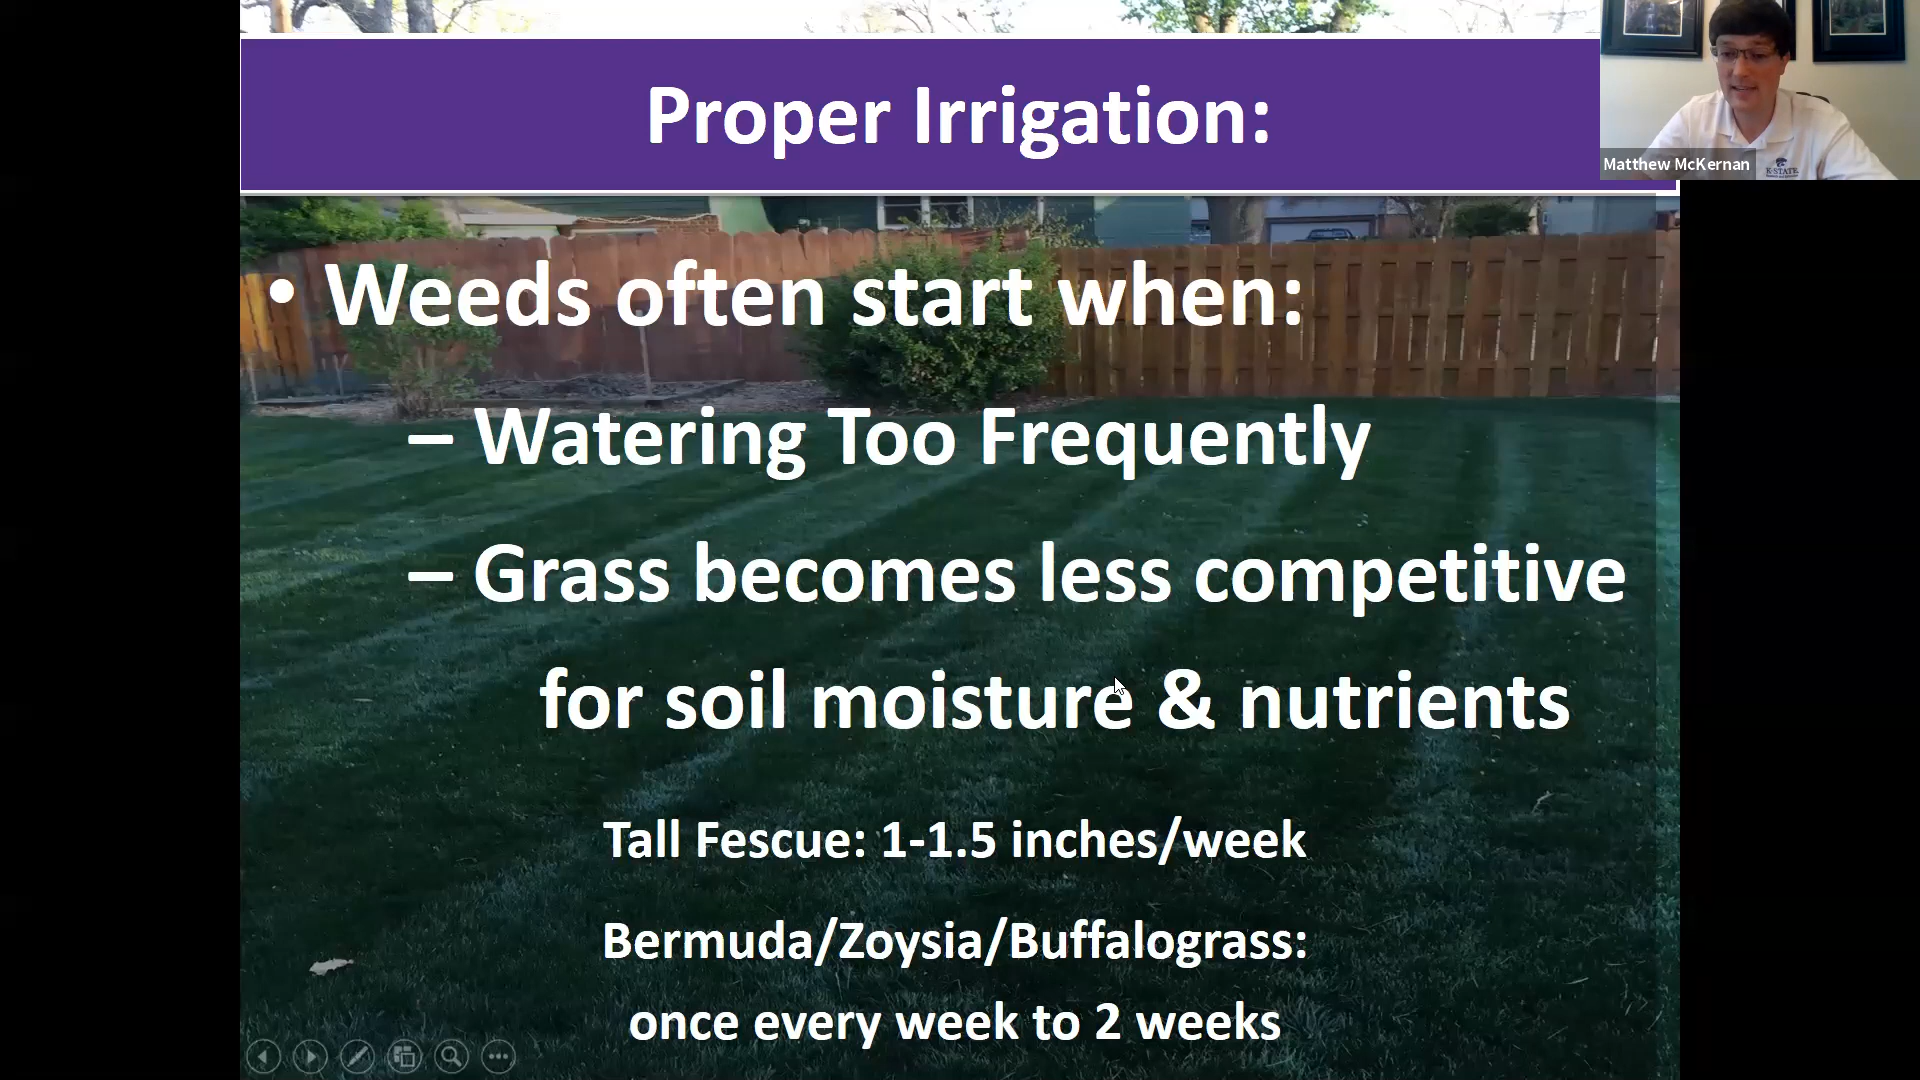 Proper Irrigation:
Matthew McKernan
K-STATE
• Weeds often start when:
– Watering Too Frequently
– Grass becomes less competitive
for soil moisture & nutrients
Tall Fescue: 1-1.5 inches/week
Bermuda/Zoysia/Buffalograss:
once every week to 2 weeks